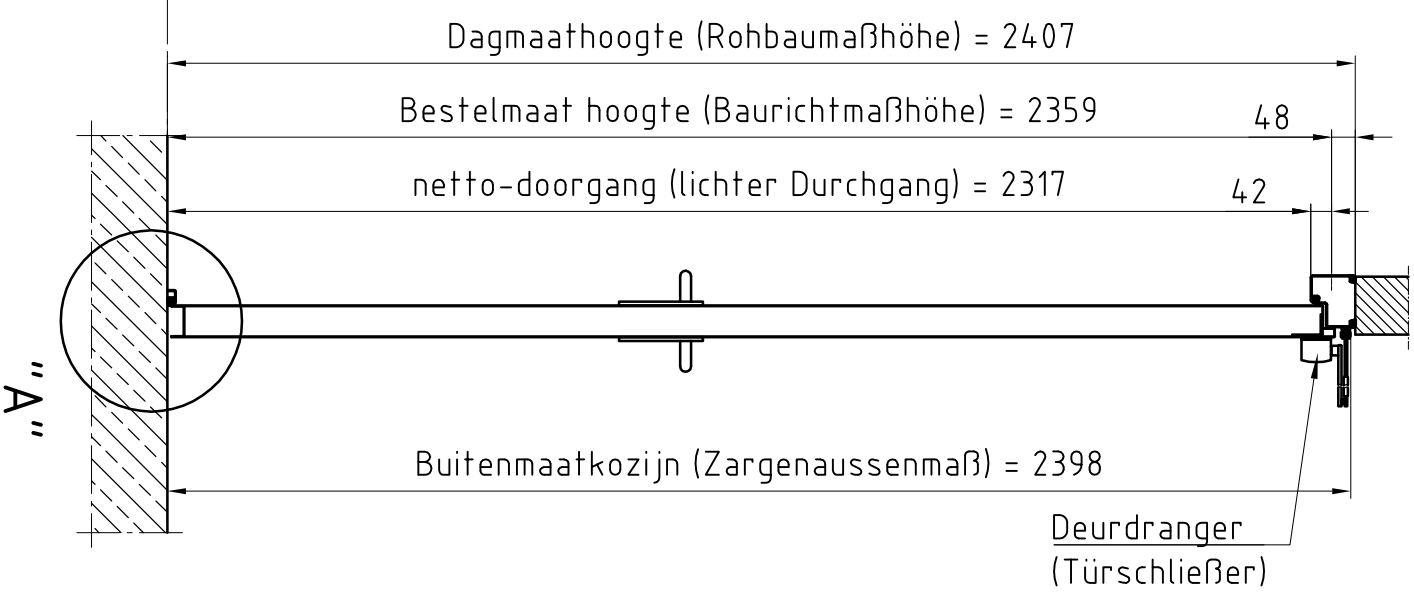 Dagmaathoogte (Rohbaumaßhöhe) = 2407
Bestelmaat hoogte (Baurichtmaßhöhe) = 2359
48
netto-doorgang (lichter Durchgang) = 2317
42
"A"
Buitenmaatkozijn (Zargenaussenmaß) = 2398
Deurdranger
(Türschließer)